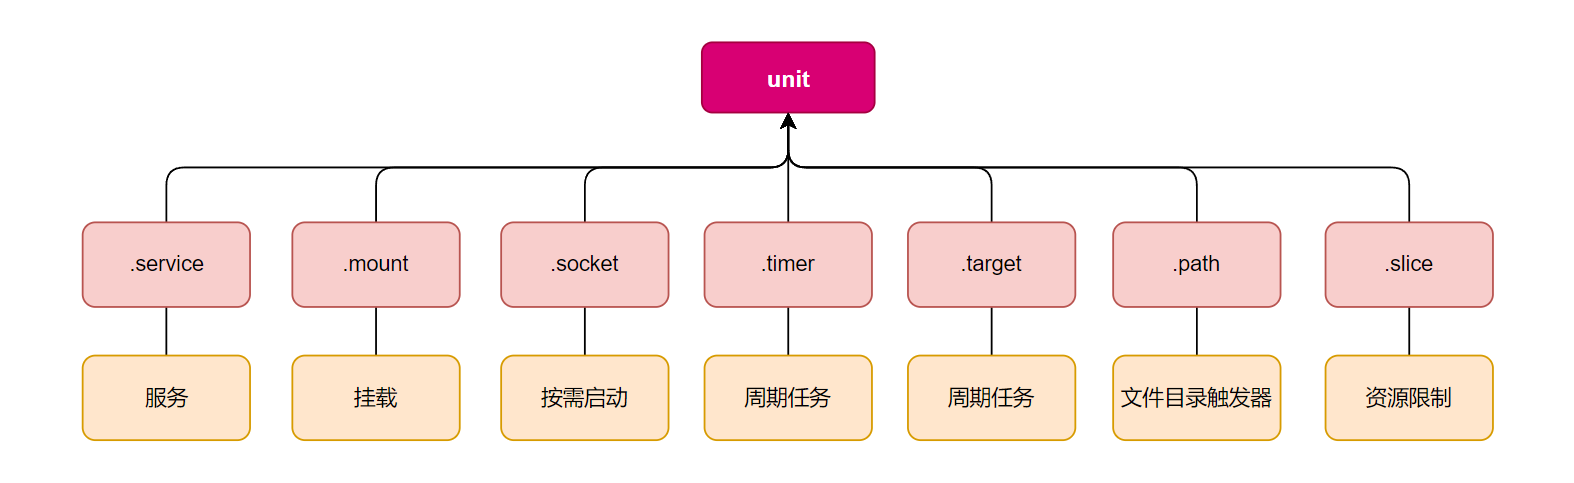 unit
.service
.mount
.socket
.timer
.target
.path
.slice
服务
挂载
按需启动
周期任务
周期任务
文件目录触发器
资源限制